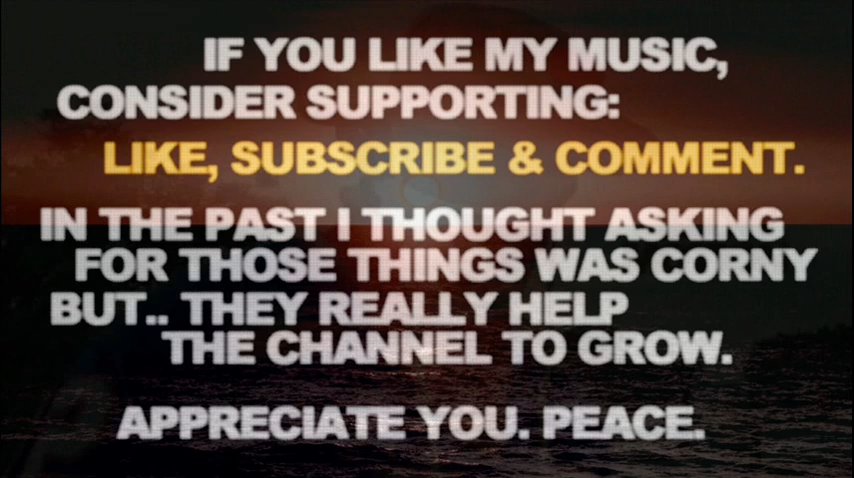 IF YOU LIKE MY MUSIC,
CONSIDER SUPPORTING:
LIKE, SUBSCRIBE & COMMENT.
IN THE PAST I THOUGHT ASKING
FOR THOSE THINGS WAS CORNY
BUT.. THEY REALLY HELP
THE CHANNEL TO GROW.
APPRECIATE YOU. PEACE.